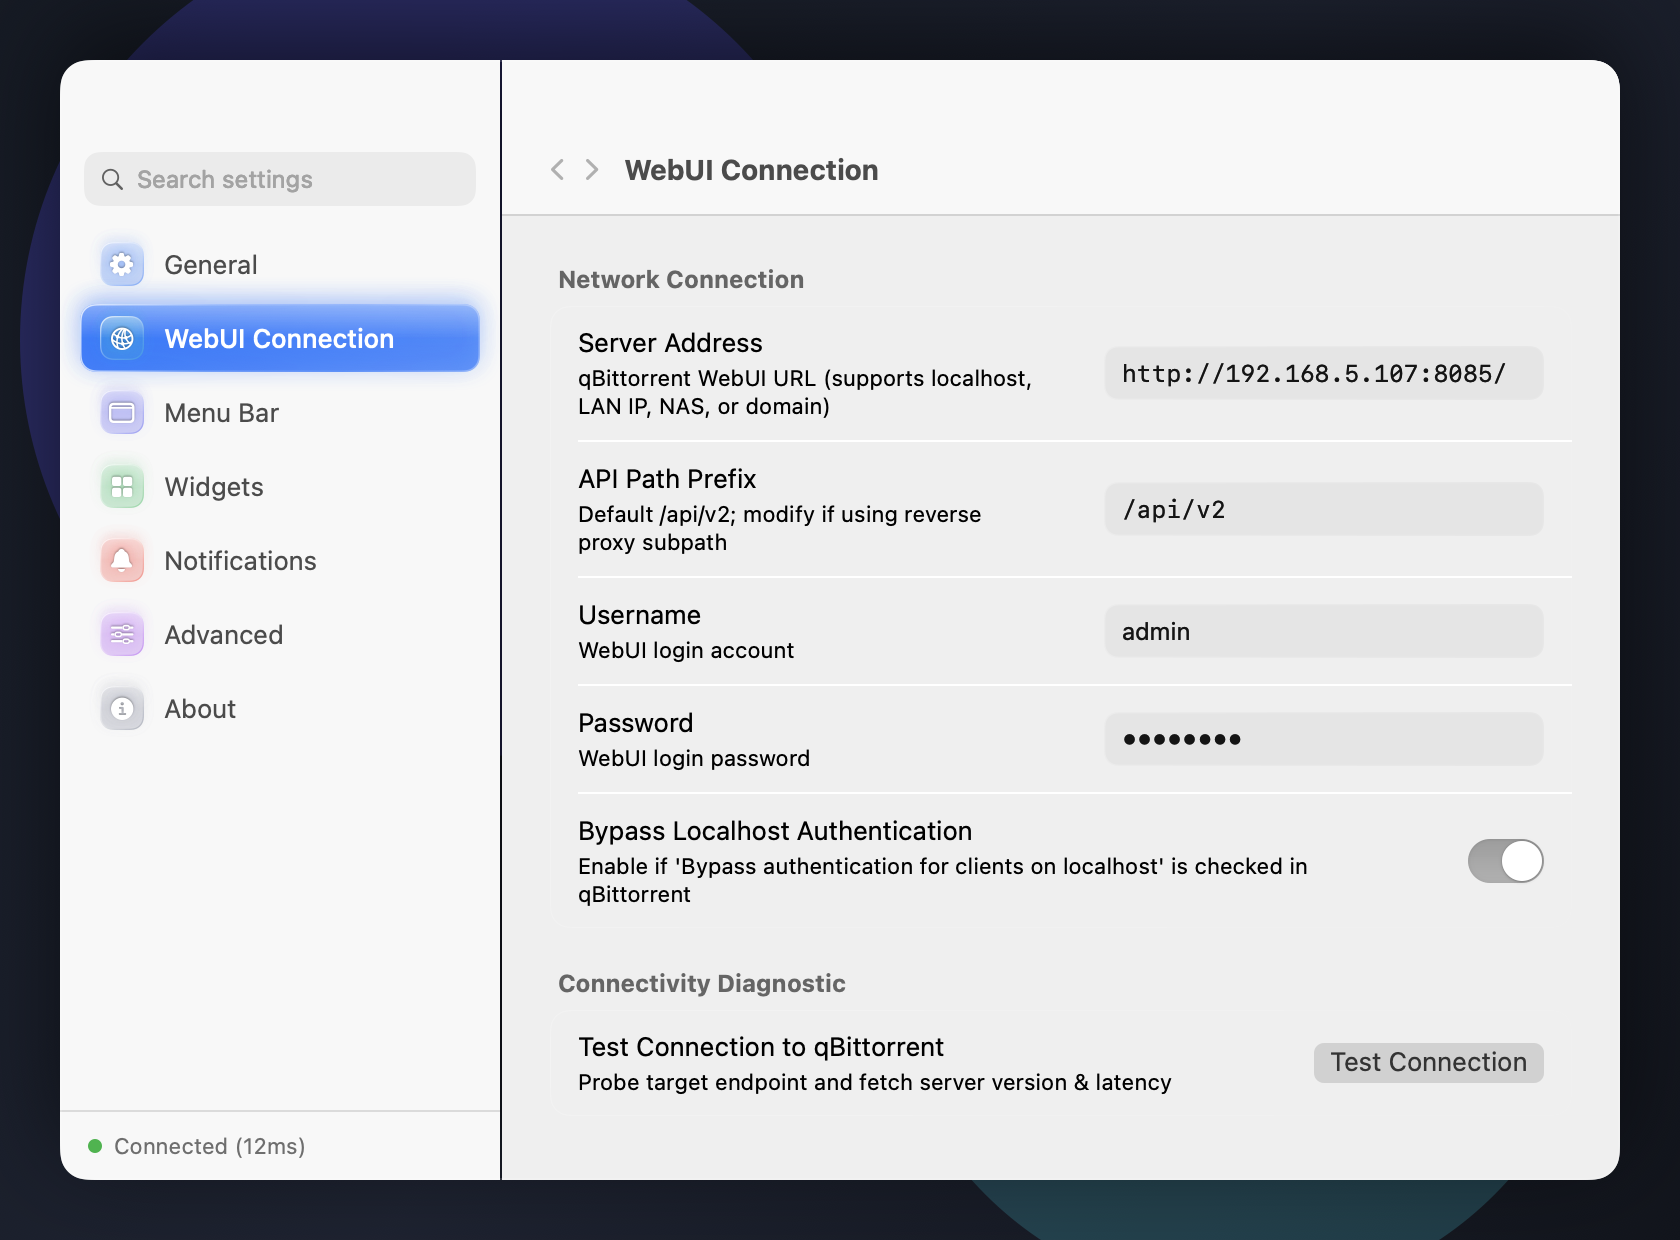 Search settings
General
WebUI Connection
Menu Bar
Widgets
Notifications
Advanced
About
Connected (12ms)
WebUI Connection
Network Connection
Server Address
qBittorrent WebUI URL (supports localhost,
LAN IP, NAS, or domain)
http://192.168.5.107:8085/
API Path Prefix
Default /api/v2; modify if using reverse
proxy subpath
/api/v2
Username
WebUI login account
admin
Password
WebUI login password
••••••••
Bypass Localhost Authentication
Enable if 'Bypass authentication for clients on localhost' is checked in
qBittorrent
Connectivity Diagnostic
Test Connection to qBittorrent
Probe target endpoint and fetch server version & latency
Test Connection